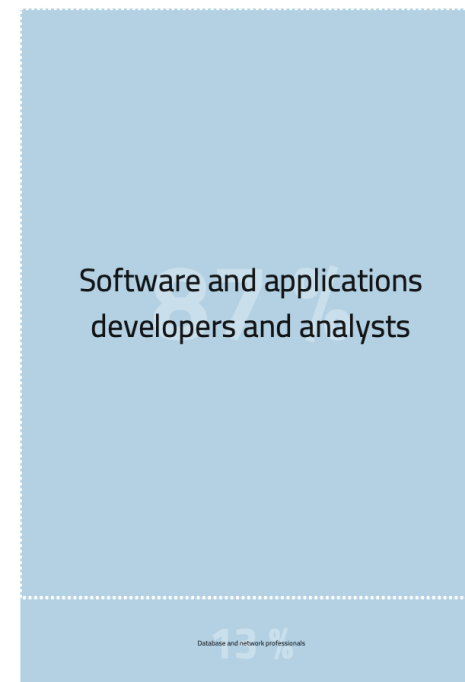 87 %
Software and applications
developers and analysts
13 %
Database and network professionals